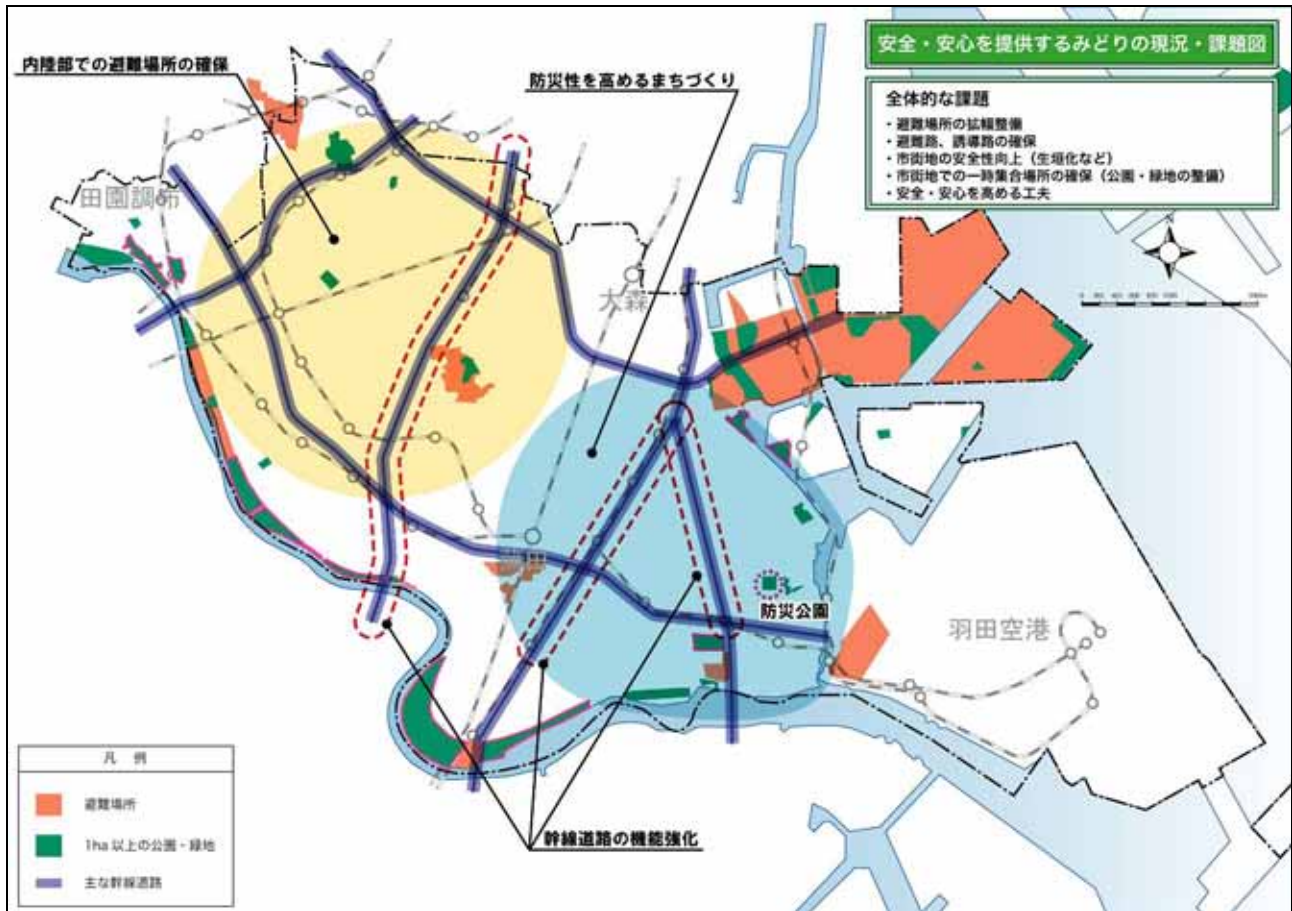 安全・安心を提供するみどりの現況・課題図
全体的な課題
・避難場所の拡幅整備
・避難路、誘導路の確保
・市街地の安全性向上（生垣化など）
・市街地での一時集合場所の確保（公園・緑地の整備）
・安全・安心を高める工夫
内陸部での避難場所の確保
防災性を高めるまちづくり
田園調布
大森
蒲田
防災公園
羽田空港
幹線道路の機能強化
凡 例
避難場所
1ha 以上の公園・緑地
主な幹線道路